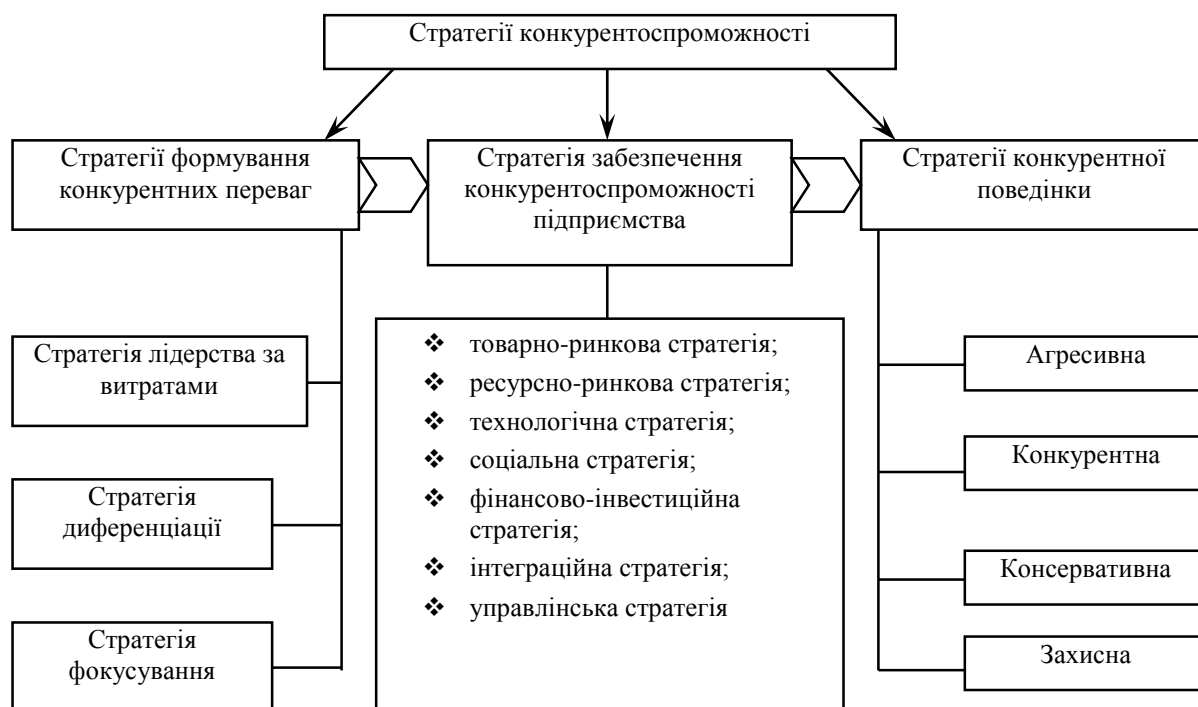 Стратегії конкурентоспроможності
Стратегії формування
конкурентних переваг
Стратегія забезпечення
конкурентоспроможності
підприємства
Стратегії конкурентної
поведінки
Стратегія лідерства за
витратами
Стратегія
диференціації
Стратегія
фокусування
❖ товарно-ринкова стратегія;
❖ ресурсно-ринкова стратегія;
❖ технологічна стратегія;
❖ соціальна стратегія;
❖ фінансово-інвестиційна
стратегія;
❖ інтеграційна стратегія;
❖ управлінська стратегія
Агресивна
Конкурентна
Консервативна
Захисна